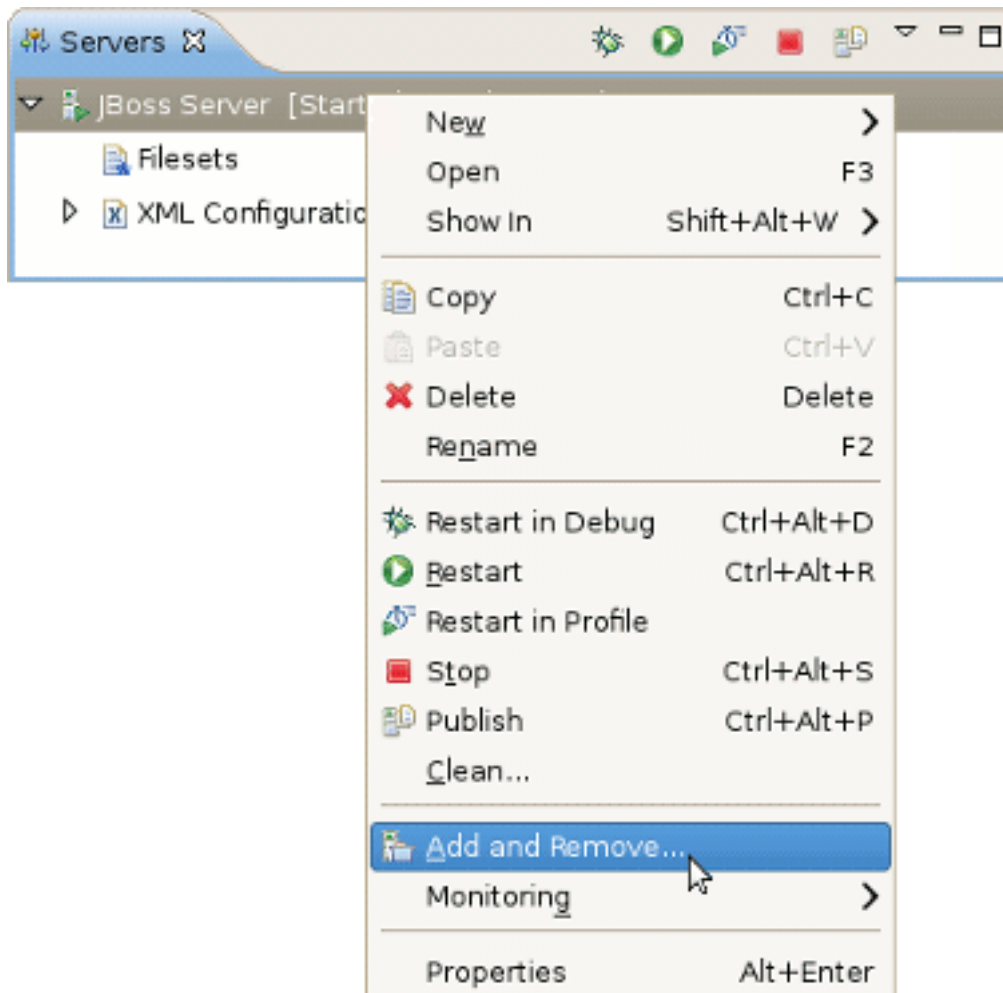 Servers
JBoss Server [Start
Filesets
XML Configuratio
New
Open F3
Show In Shift+Alt+W
Copy Ctrl+C
Paste Ctrl+V
Delete Delete
Rename F2
Restart in Debug Ctrl+Alt+D
Restart Ctrl+Alt+R
Restart in Profile
Stop Ctrl+Alt+S
Publish Ctrl+Alt+P
Clean...
Add and Remove...
Monitoring
Properties Alt+Enter